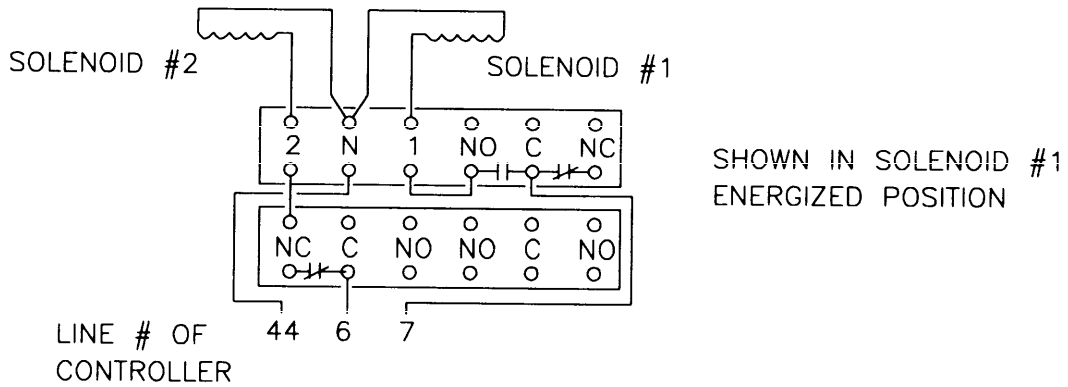 SOLENOID #2
SOLENOID #1
2 N 1 NO C NC
SHOWN IN SOLENOID #1
ENERGIZED POSITION
NC C NO NO C NO
44 6 7
LINE # OF
CONTROLLER